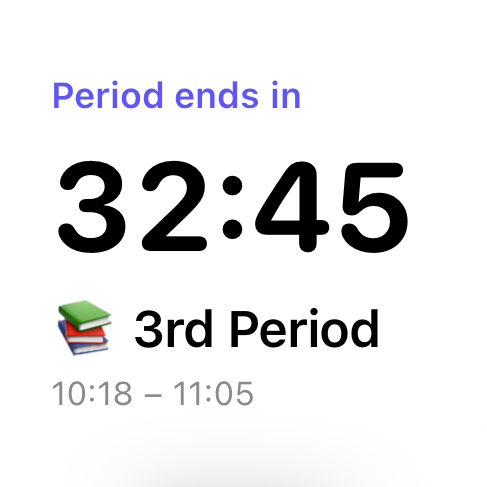 Period ends in
32:45
📚 3rd Period
10:18 – 11:05